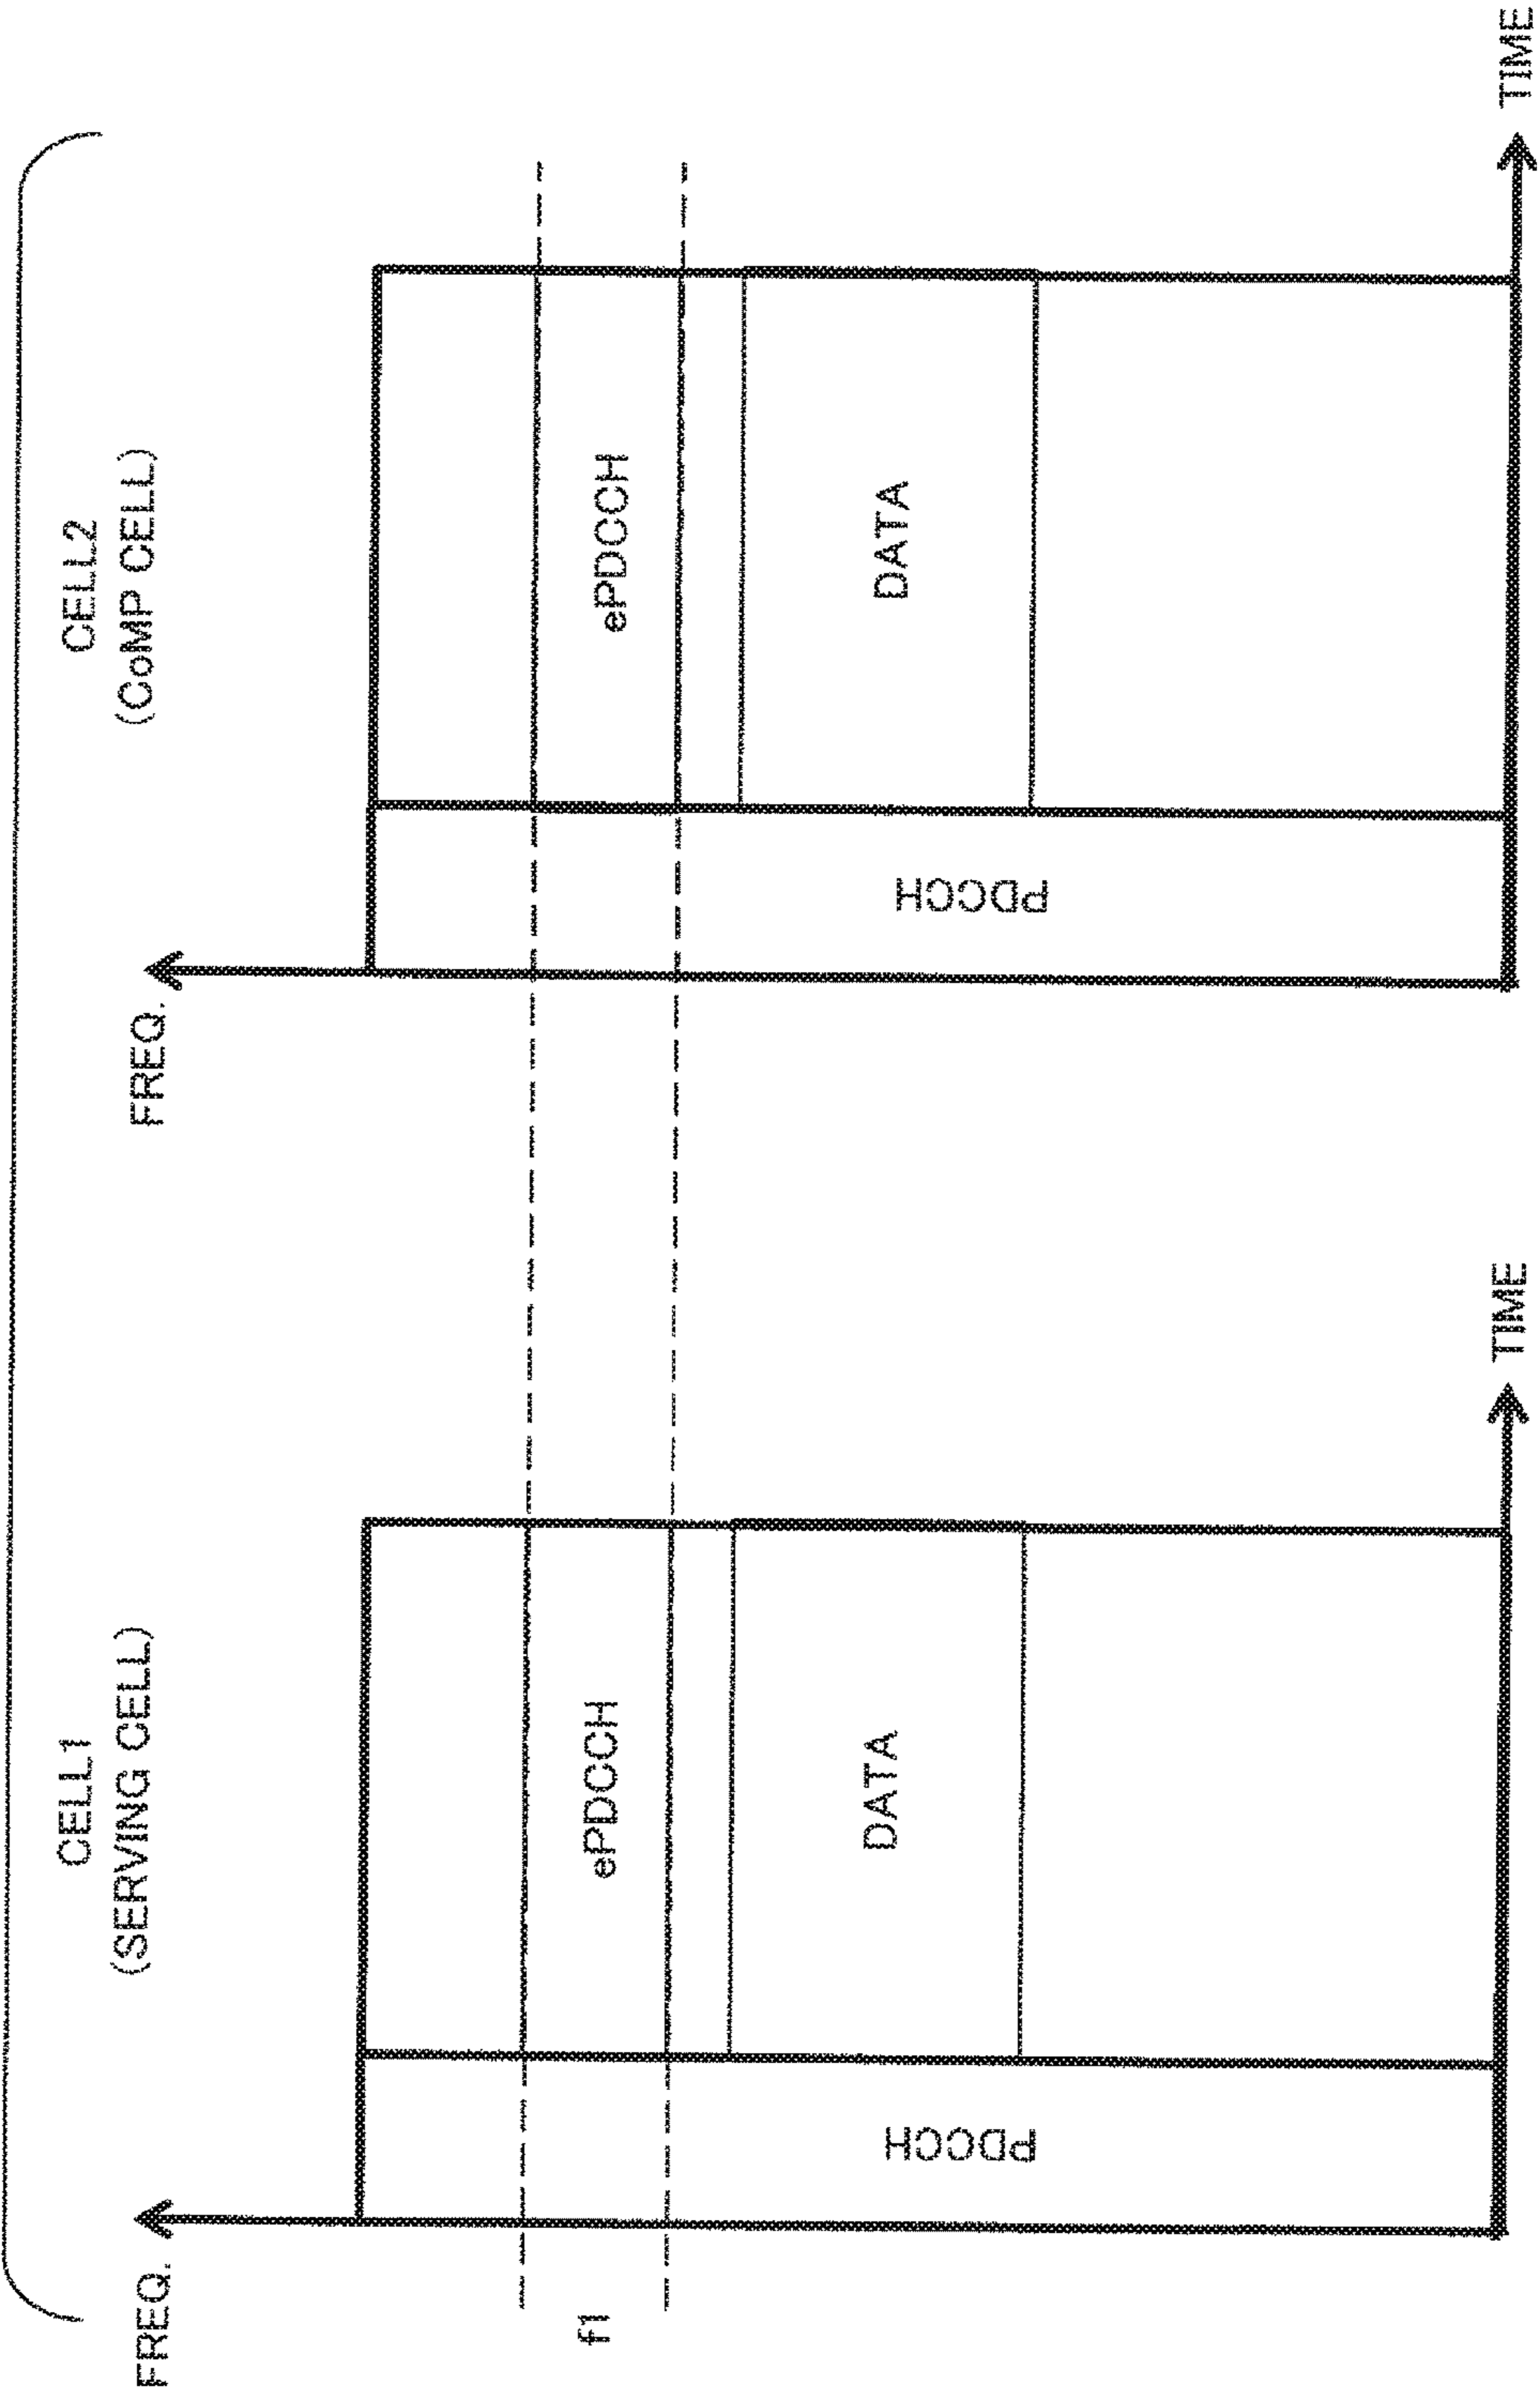 CELL1
(SERVING CELL)
CELL2
(CoMP CELL)
FREQ.
FREQ.
f1
ePDCCH
ePDCCH
PDCCH
DATA
PDCCH
DATA
TIME
TIME